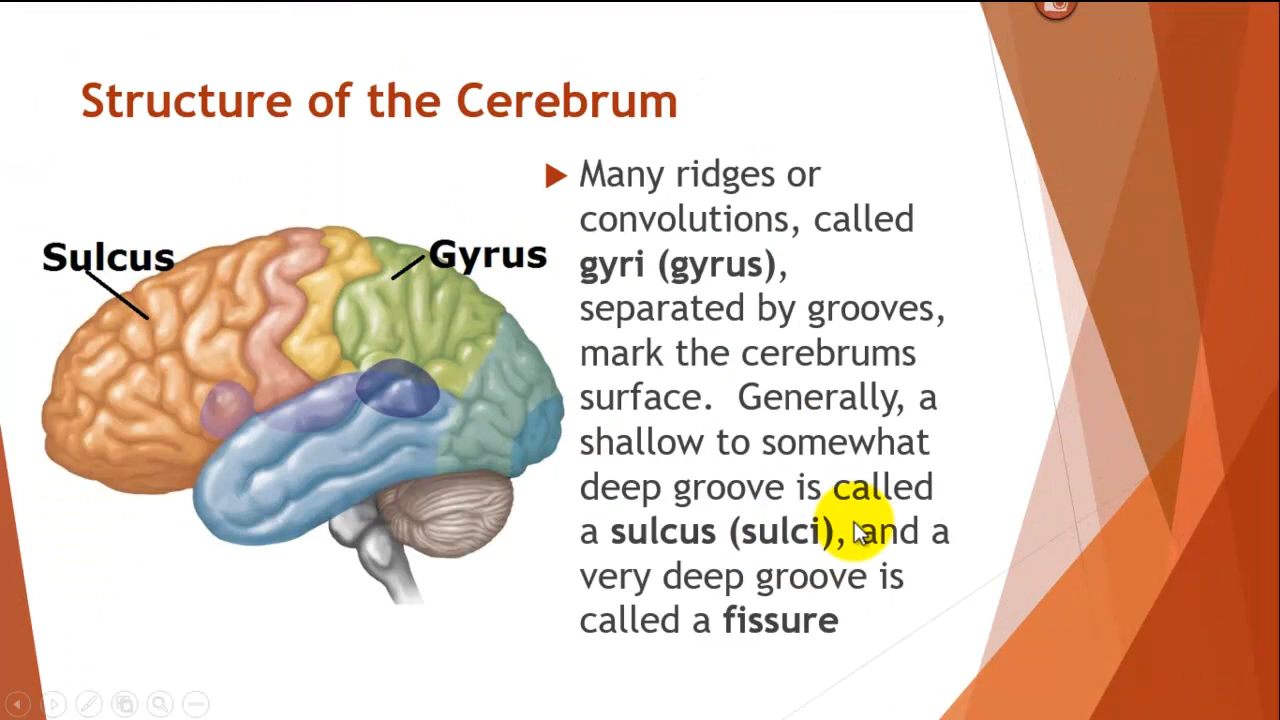 Structure of the Cerebrum
Sulcus
Gyrus
Many ridges or
convolutions, called
gyri (gyrus),
separated by grooves,
mark the cerebrums
surface.  Generally, a
shallow to somewhat
deep groove is called
a sulcus (sulci), and a
very deep groove is
called a fissure